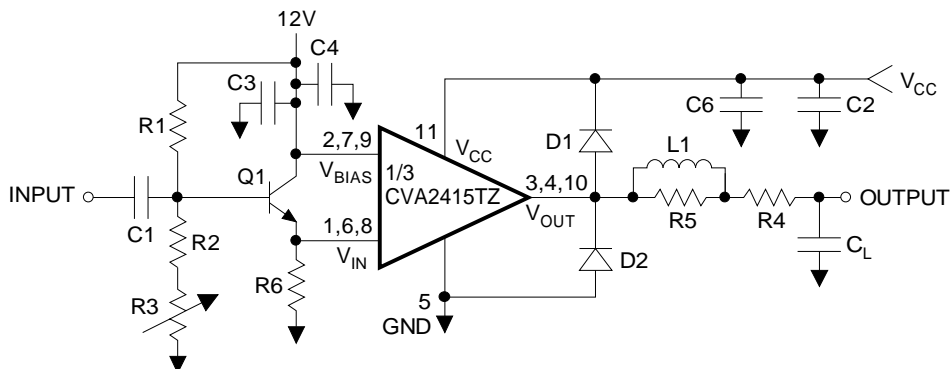 12V
C3
C4
R1
INPUT
C1
Q1
R2
R3
R6
2,7,9
V_BIAS
1,6,8
V_IN
11
V_CC
1/3
CVA2415TZ
3,4,10
V_OUT
5
GND
D1
D2
L1
R5
R4
C6
C2
V_CC
OUTPUT
C_L